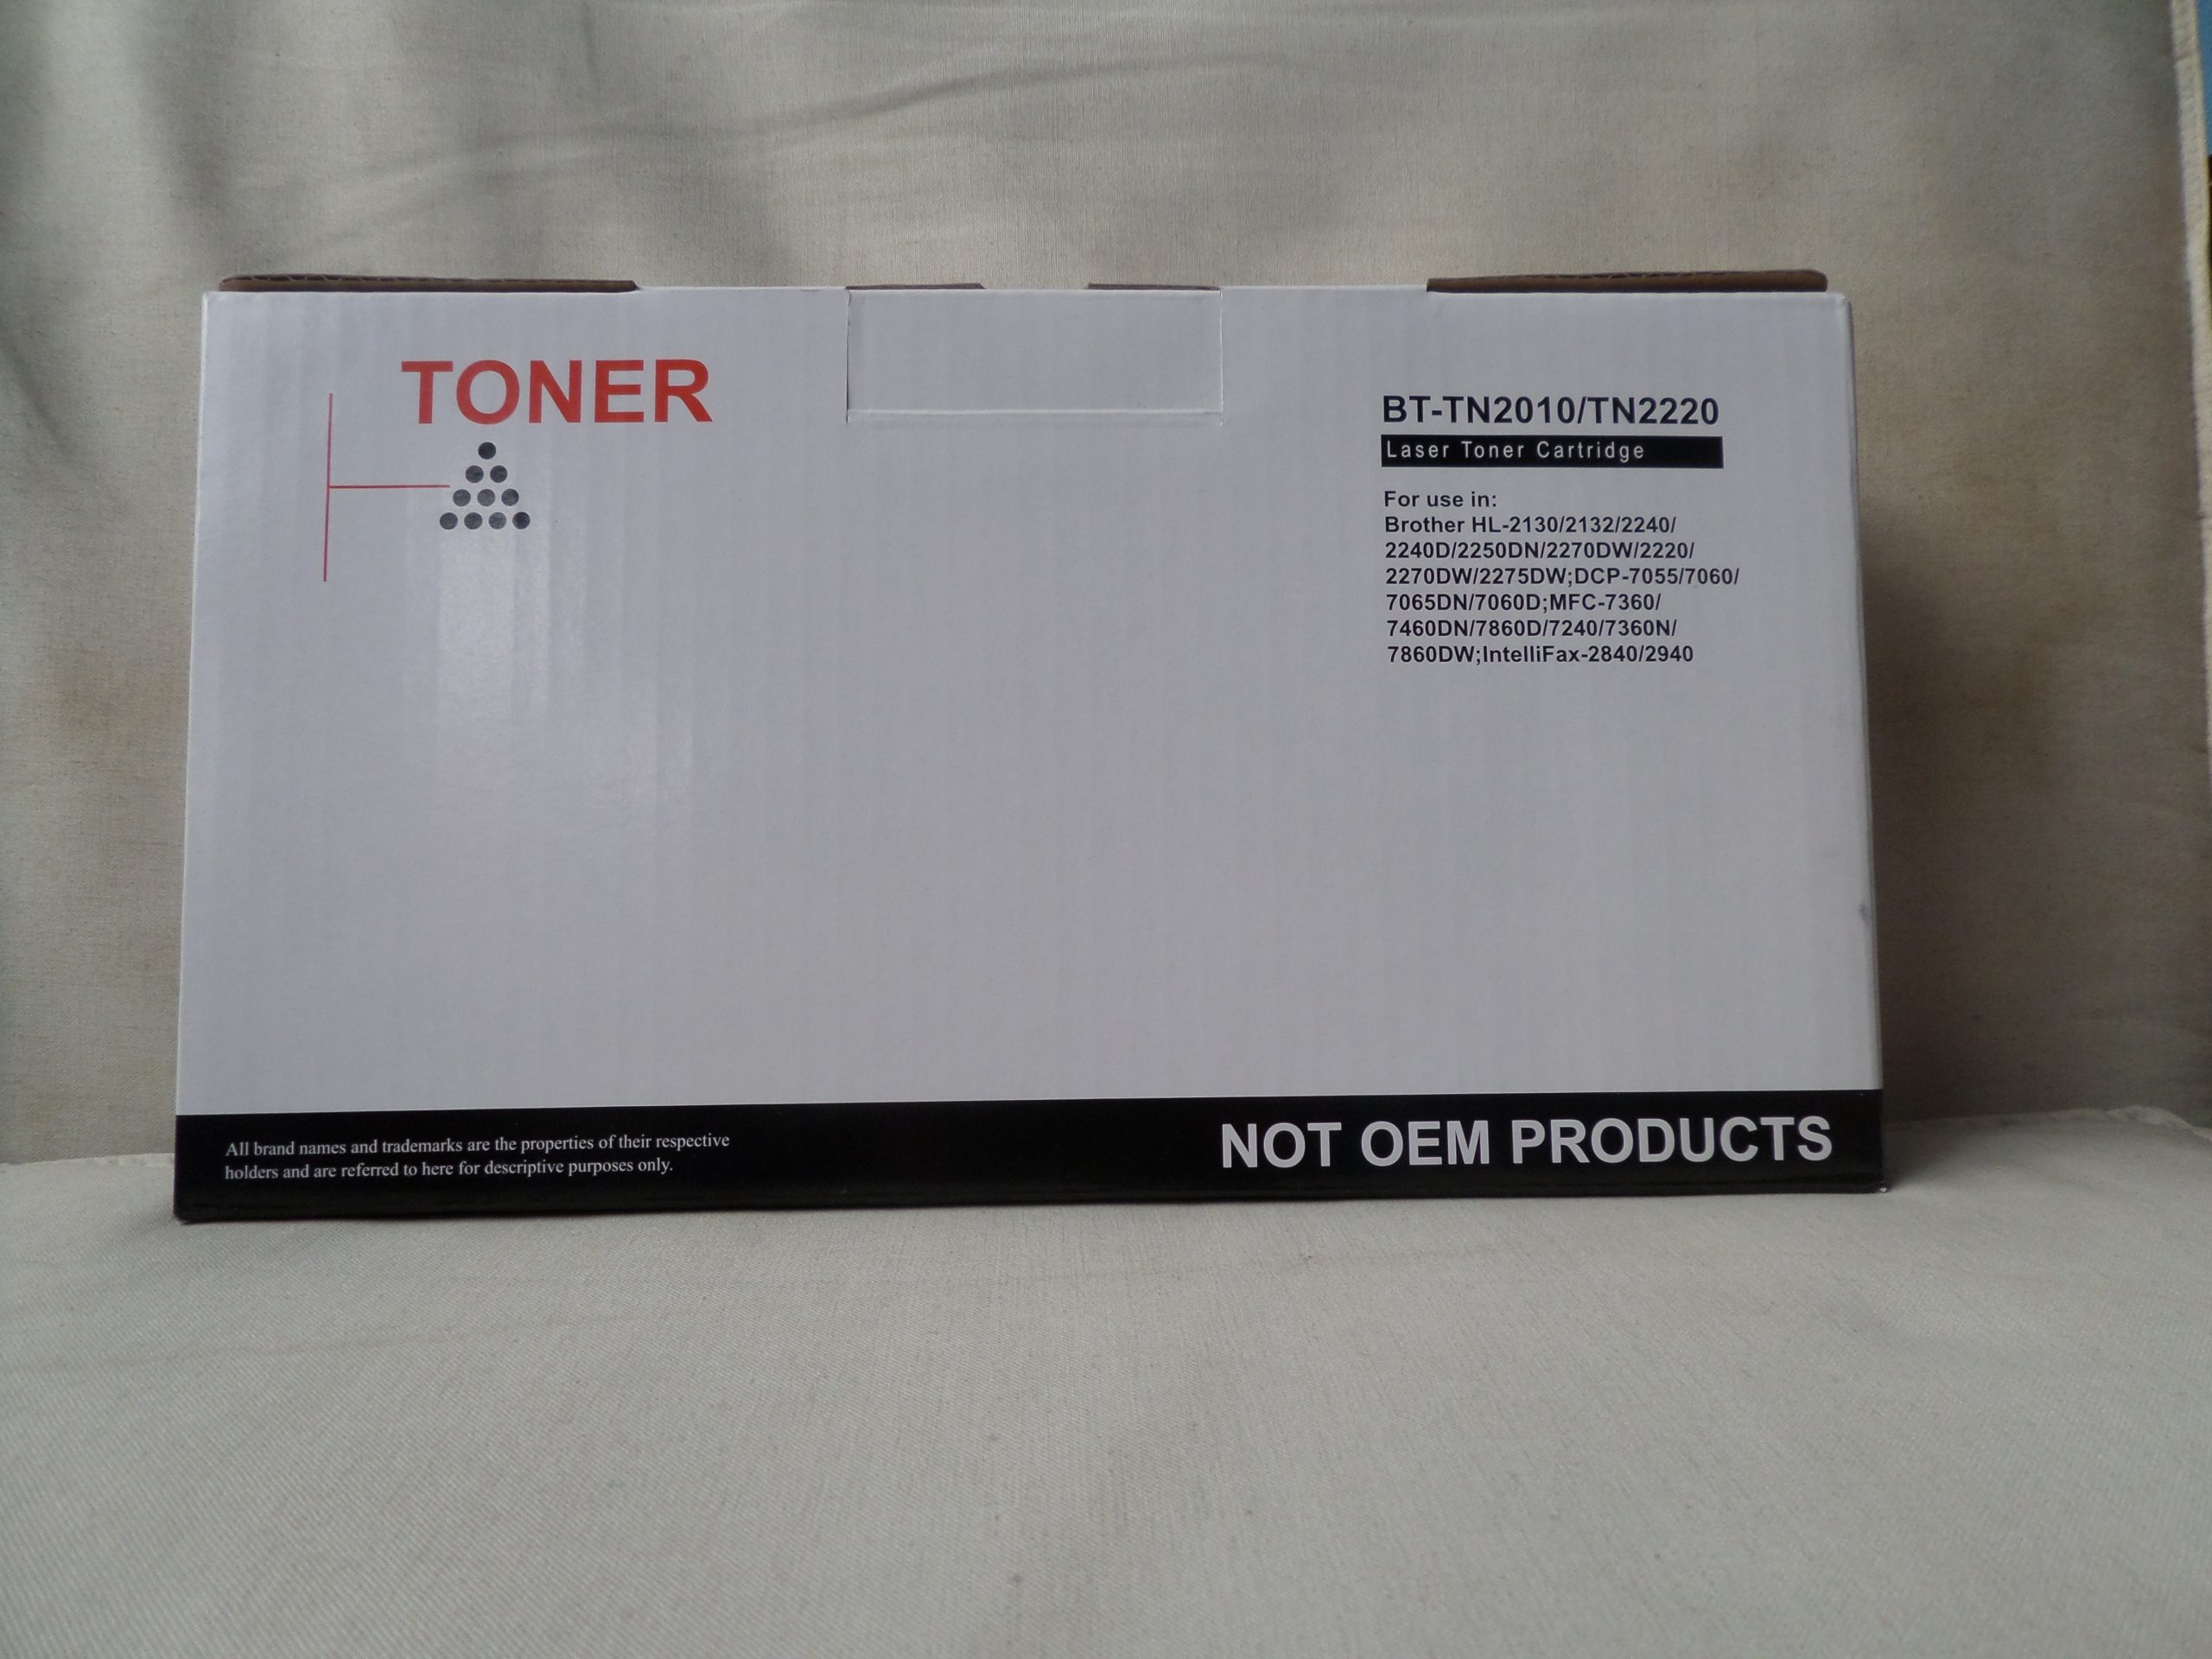 TONER
BT-TN2010/TN2220
Laser Toner Cartridge
For use in:
Brother HL-2130/2132/2240/
2240D/2250DN/2270DW/2220/
2270DW/2275DW;DCP-7055/7060/
7065DN/7060D;MFC-7360/
7460DN/7860D/7240/7360N/
7860DW;IntelliFax-2840/2940
All brand names and trademarks are the properties of their respective
holders and are referred to here for descriptive purposes only.
NOT OEM PRODUCTS